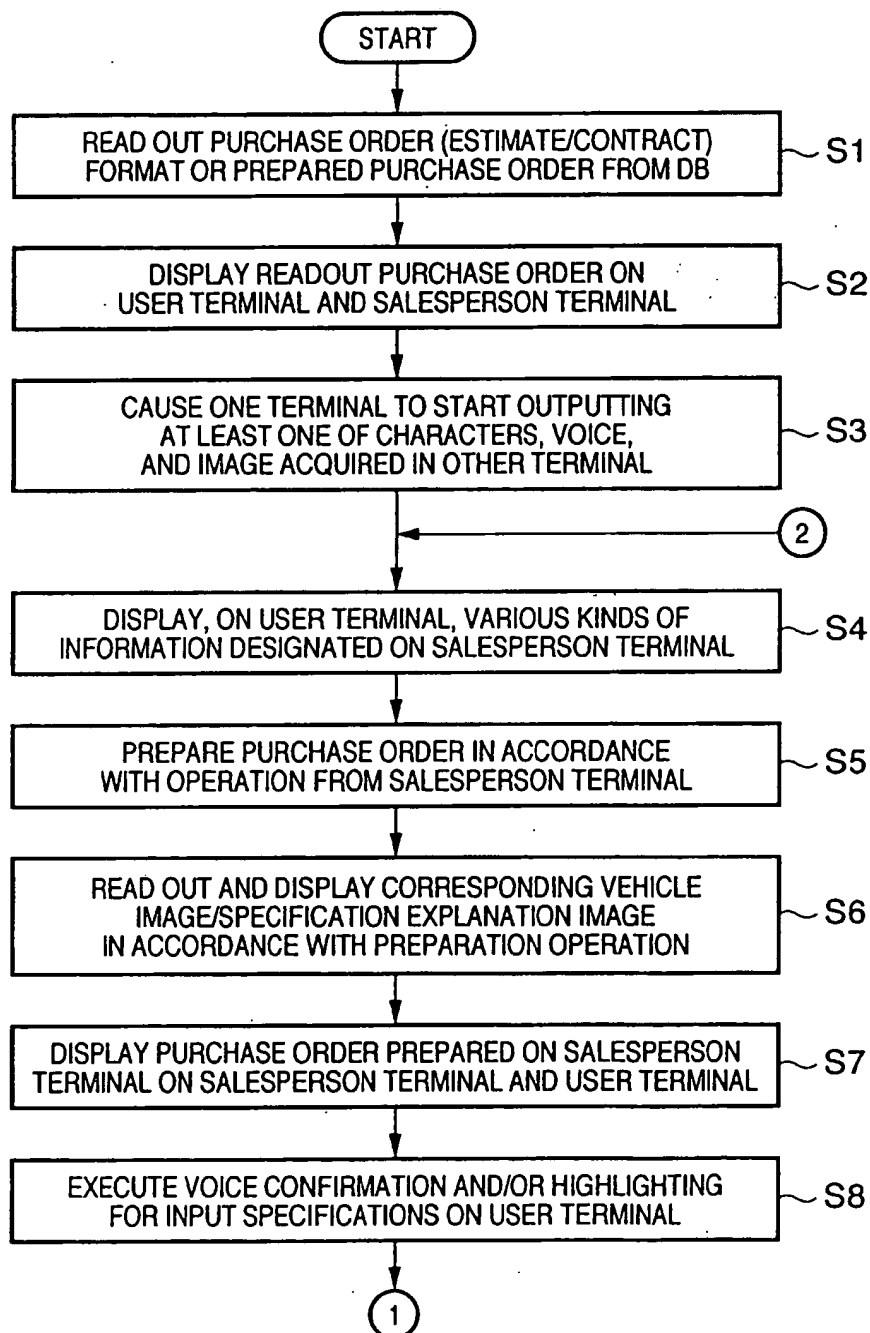 START
READ OUT PURCHASE ORDER (ESTIMATE/CONTRACT)
FORMAT OR PREPARED PURCHASE ORDER FROM DB
S1
DISPLAY READOUT PURCHASE ORDER ON
USER TERMINAL AND SALESPERSON TERMINAL
S2
CAUSE ONE TERMINAL TO START OUTPUTTING
AT LEAST ONE OF CHARACTERS, VOICE,
AND IMAGE ACQUIRED IN OTHER TERMINAL
S3
2
DISPLAY, ON USER TERMINAL, VARIOUS KINDS OF
INFORMATION DESIGNATED ON SALESPERSON TERMINAL
S4
PREPARE PURCHASE ORDER IN ACCORDANCE
WITH OPERATION FROM SALESPERSON TERMINAL
S5
READ OUT AND DISPLAY CORRESPONDING VEHICLE
IMAGE/SPECIFICATION EXPLANATION IMAGE
IN ACCORDANCE WITH PREPARATION OPERATION
S6
DISPLAY PURCHASE ORDER PREPARED ON SALESPERSON
TERMINAL ON SALESPERSON TERMINAL AND USER TERMINAL
S7
EXECUTE VOICE CONFIRMATION AND/OR HIGHLIGHTING
FOR INPUT SPECIFICATIONS ON USER TERMINAL
S8
1